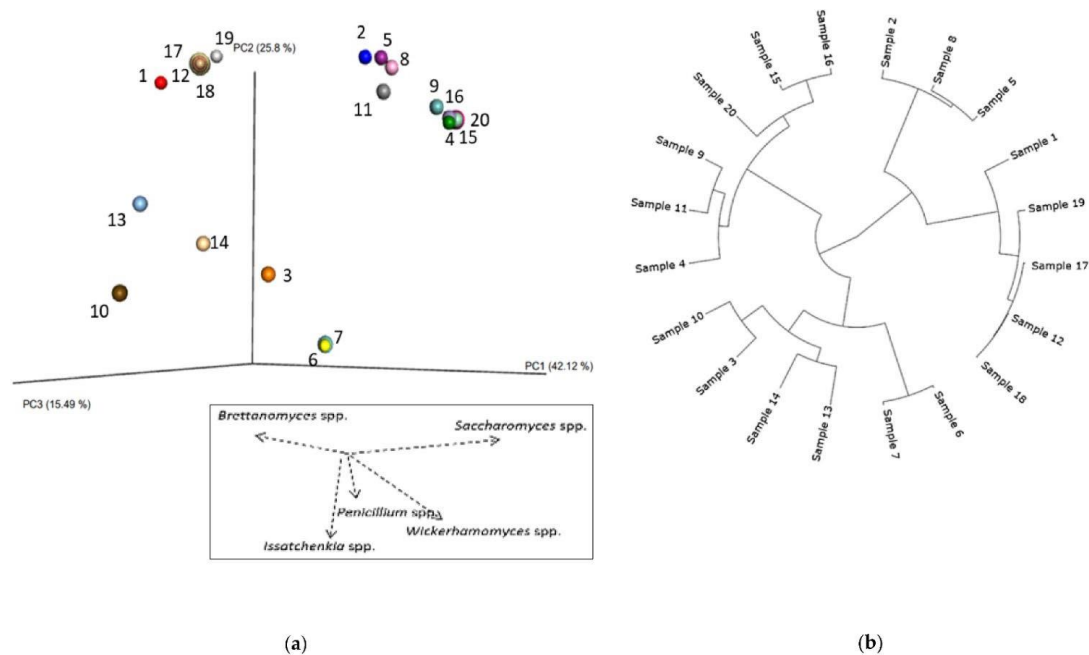 PC2 (25.8 %)
17
19
1
12
18
2
5
8
11
9
16
20
4
15
13
14
3
10
7
6
PC1 (42.12 %)
PC3 (15.49 %)
Brettanomyces spp.
Saccharomyces spp.
Penicillium spp.
Wickerhamomyces spp.
Issatchenkia spp.
(a)
Sample 16
Sample 2
Sample 15
Sample 8
Sample 20
Sample 5
Sample 9
Sample 1
Sample 11
Sample 19
Sample 4
Sample 17
Sample 10
Sample 12
Sample 3
Sample 18
Sample 14
Sample 13
Sample 7
Sample 6
(b)